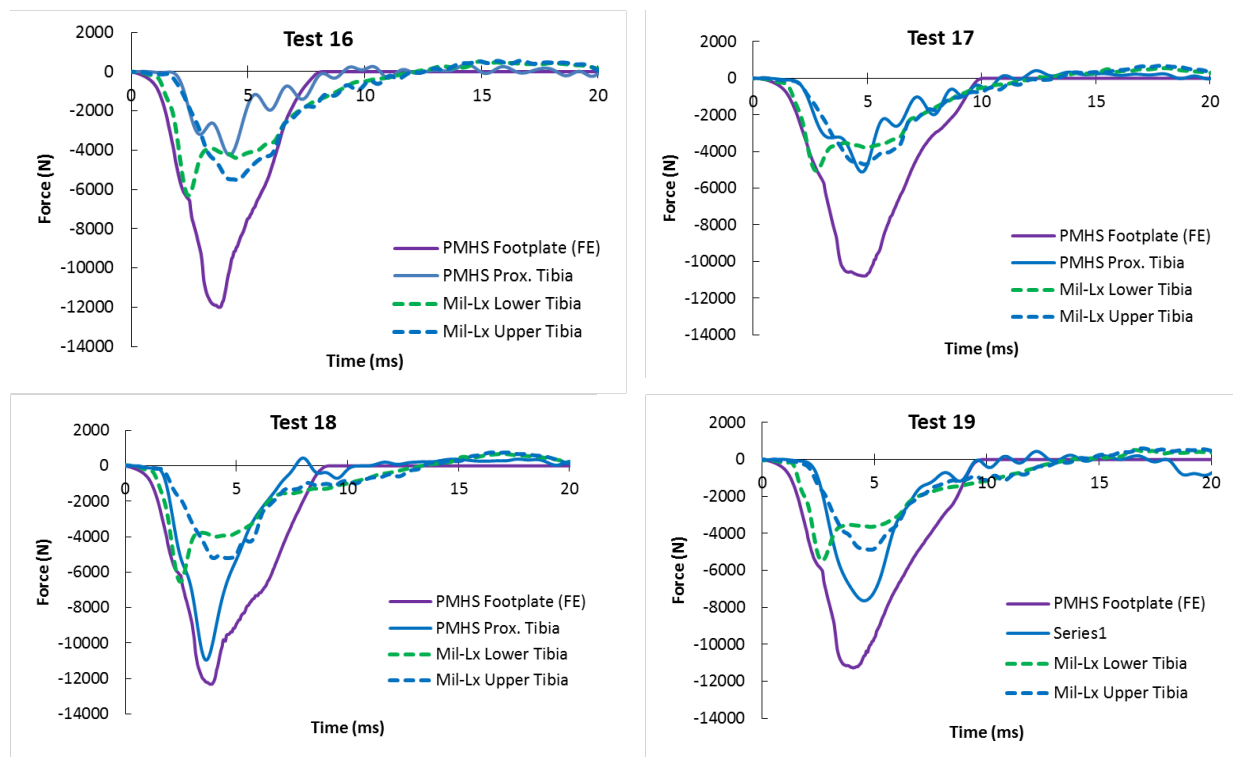 Test 16
2000
0
-2000
-4000
-6000
-8000
-10000
-12000
-14000
0 5 10 15 20
Force (N)
Time (ms)
PMHS Footplate (FE)
PMHS Prox. Tibia
Mil-Lx Lower Tibia
Mil-Lx Upper Tibia
Test 17
2000
0
-2000
-4000
-6000
-8000
-10000
-12000
-14000
0 5 10 15 20
Force (N)
Time (ms)
PMHS Footplate (FE)
PMHS Prox. Tibia
Mil-Lx Lower Tibia
Mil-Lx Upper Tibia
Test 18
2000
0
-2000
-4000
-6000
-8000
-10000
-12000
-14000
0 5 10 15 20
Force (N)
Time (ms)
PMHS Footplate (FE)
PMHS Prox. Tibia
Mil-Lx Lower Tibia
Mil-Lx Upper Tibia
Test 19
2000
0
-2000
-4000
-6000
-8000
-10000
-12000
-14000
0 5 10 15 20
Force (N)
Time (ms)
PMHS Footplate (FE)
Series1
Mil-Lx Lower Tibia
Mil-Lx Upper Tibia